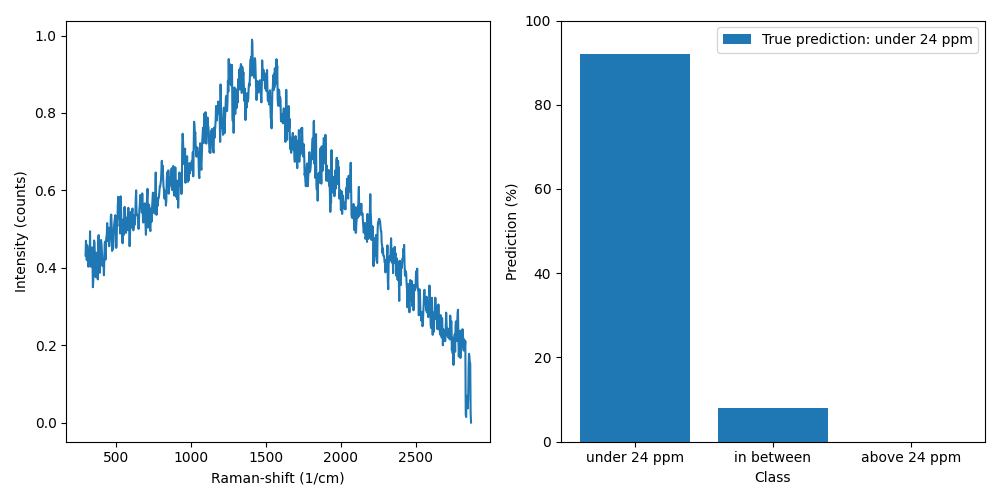 1.0
0.8
0.6
0.4
0.2
0.0
Intensity (counts)
500 1000 1500 2000 2500
Raman-shift (1/cm)
100
80
60
40
20
0
Prediction (%)
True prediction: under 24 ppm
under 24 ppm in between above 24 ppm
Class